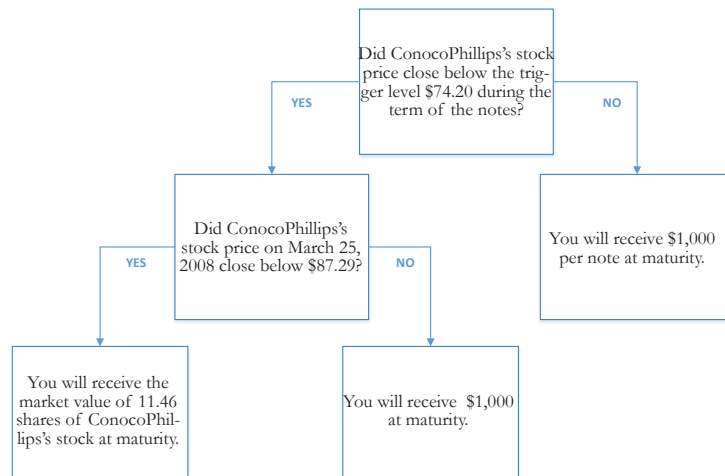 Did ConocoPhillips's stock
price close below the trig-
ger level $74.20 during the
term of the notes?
YES
NO
Did ConocoPhillips's
stock price on March 25,
2008 close below $87.29?
You will receive $1,000
per note at maturity.
YES
NO
You will receive the
market value of 11.46
shares of ConocoPhil-
lips's stock at maturity.
You will receive $1,000
at maturity.